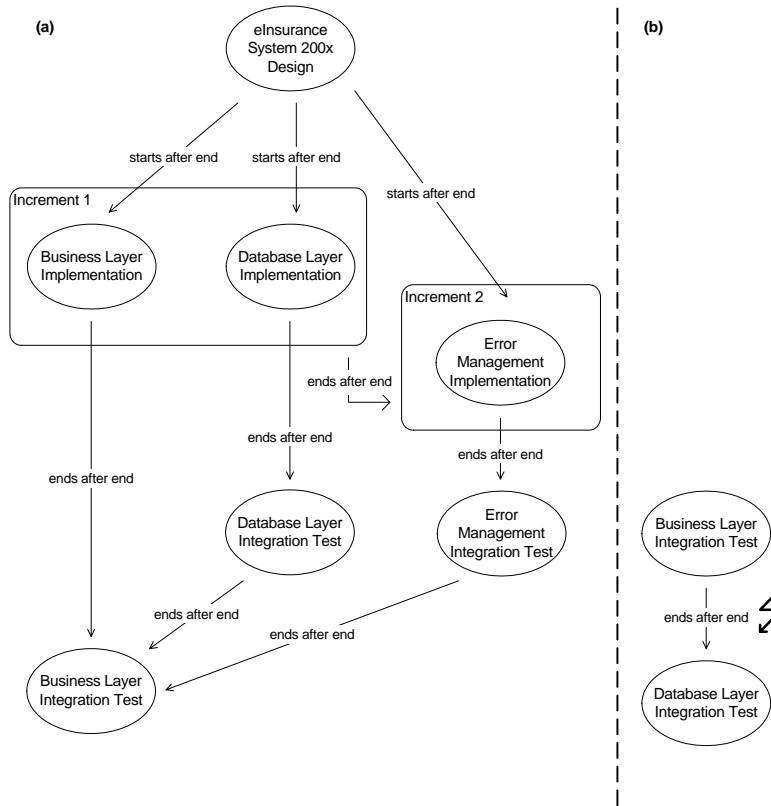 (a)
eInsurance
System 200x
Design
(b)
starts after end
starts after end
starts after end
Increment 1
Business Layer
Implementation
Database Layer
Implementation
Increment 2
Error
Management
Implementation
ends after end
ends after end
ends after end
ends after end
Database Layer
Integration Test
Error
Management
Integration Test
Business Layer
Integration Test
ends after end
ends after end
ends after end
Business Layer
Integration Test
Database Layer
Integration Test